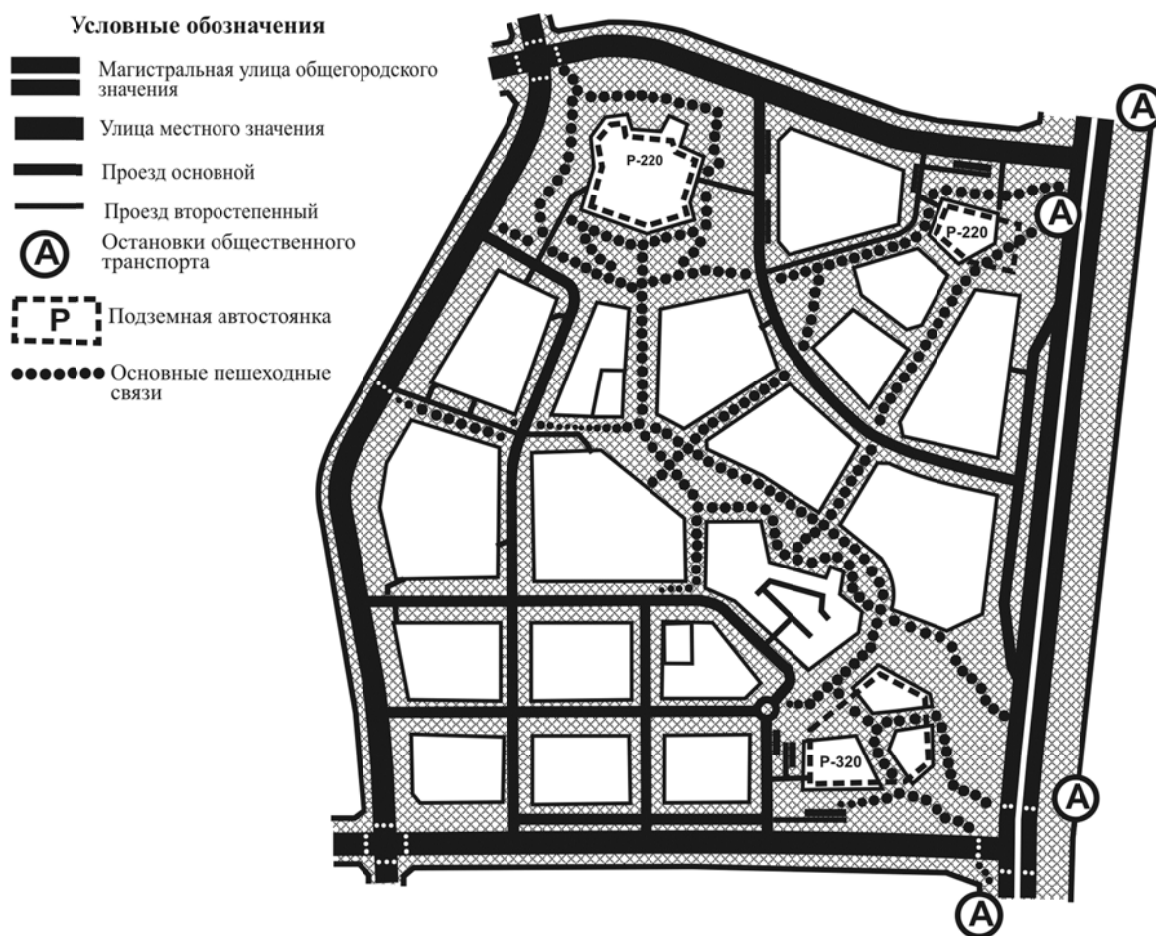 Условные обозначения
Магистральная улица общегородского
значения
Улица местного значения
Проезд основной
Проезд второстепенный
А
Остановки общественного
транспорта
Р
Подземная автостоянка
Основные пешеходные
связи
А
Р-220
А
Р-220
Р-320
А
А